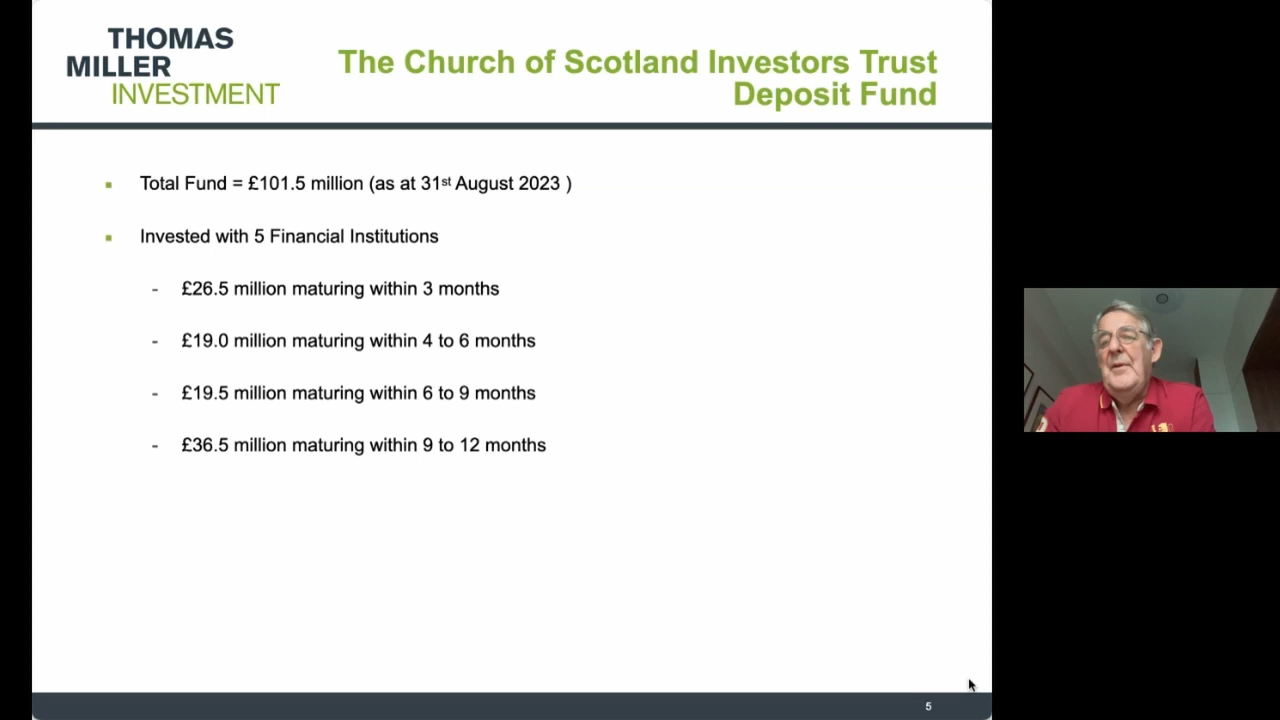 THOMAS
MILLER
INVESTMENT
The Church of Scotland Investors Trust
Deposit Fund
▪ Total Fund = £101.5 million (as at 31st August 2023 )
▪ Invested with 5 Financial Institutions
- £26.5 million maturing within 3 months
- £19.0 million maturing within 4 to 6 months
- £19.5 million maturing within 6 to 9 months
- £36.5 million maturing within 9 to 12 months
5